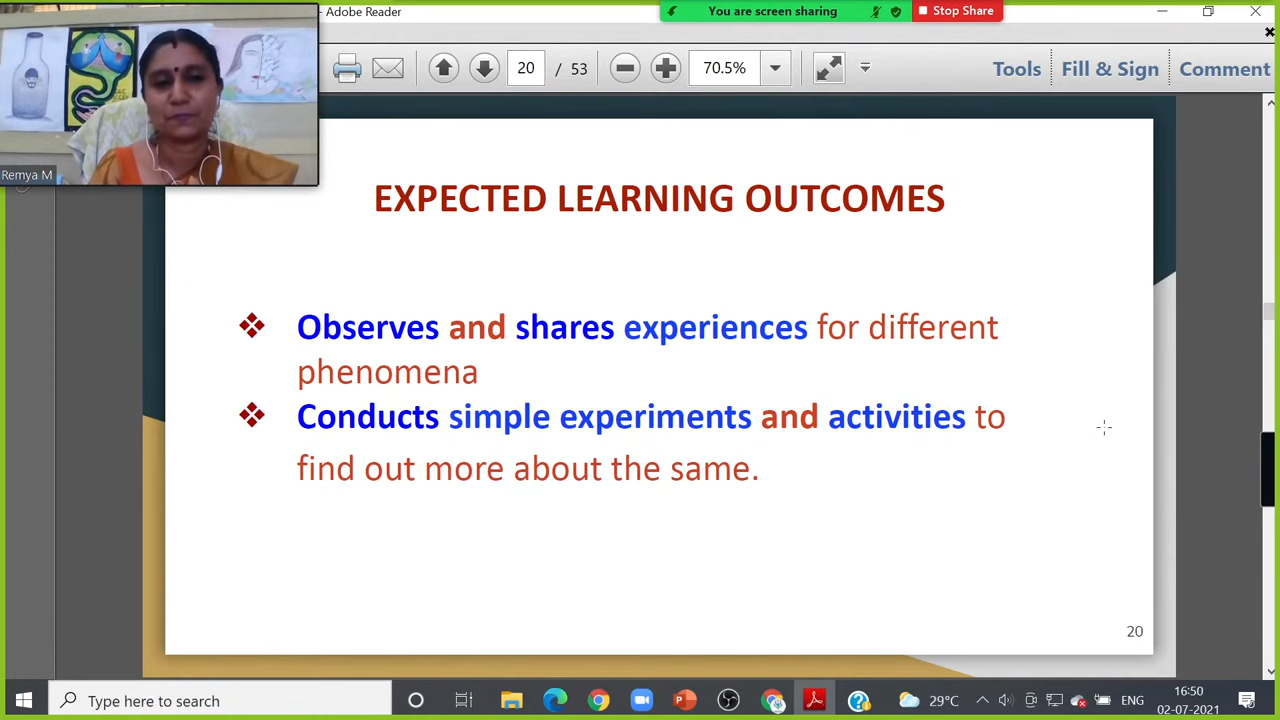 - Adobe Reader
You are screen sharing
Stop Share
20 / 53
70.5%
Tools
Fill & Sign
Comment
Remya M
EXPECTED LEARNING OUTCOMES
❖ Observes and shares experiences for different
phenomena
❖ Conducts simple experiments and activities to
find out more about the same.
20
Type here to search
29°C
ENG
16:50
02-07-2021